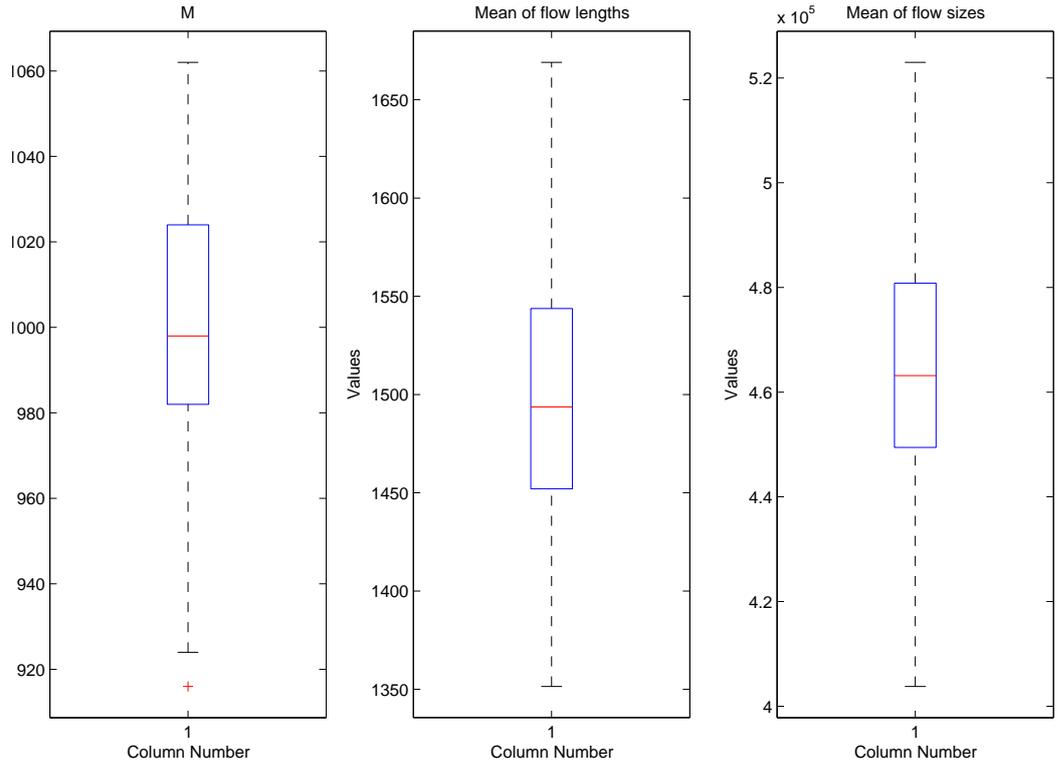 M
1060
1040
1020
1000
980
960
940
920
1
Column Number
Mean of flow lengths
Values
1650
1600
1550
1500
1450
1400
1350
1
Column Number
x 10^5
Mean of flow sizes
Values
5.2
5
4.8
4.6
4.4
4.2
4
1
Column Number